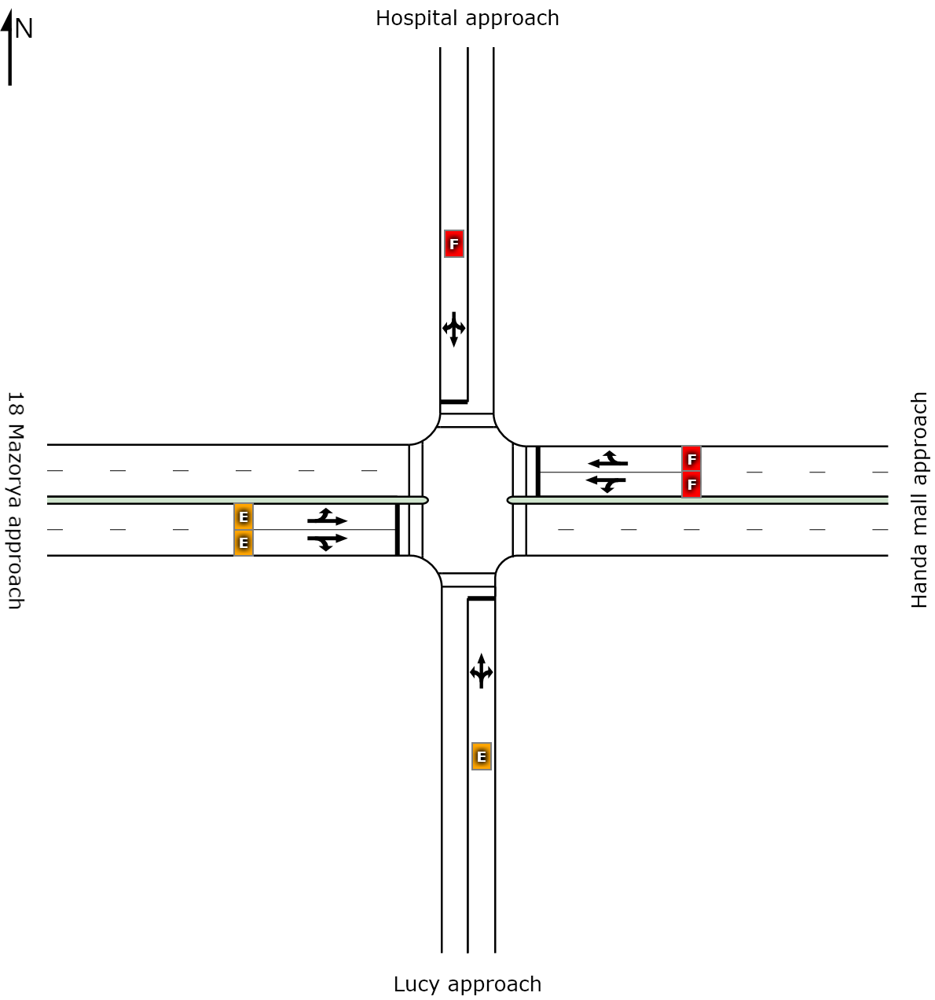 Hospital approach
N
F
18 Mazorya approach
F
F
Handa mall approach
E
E
E
Lucy approach